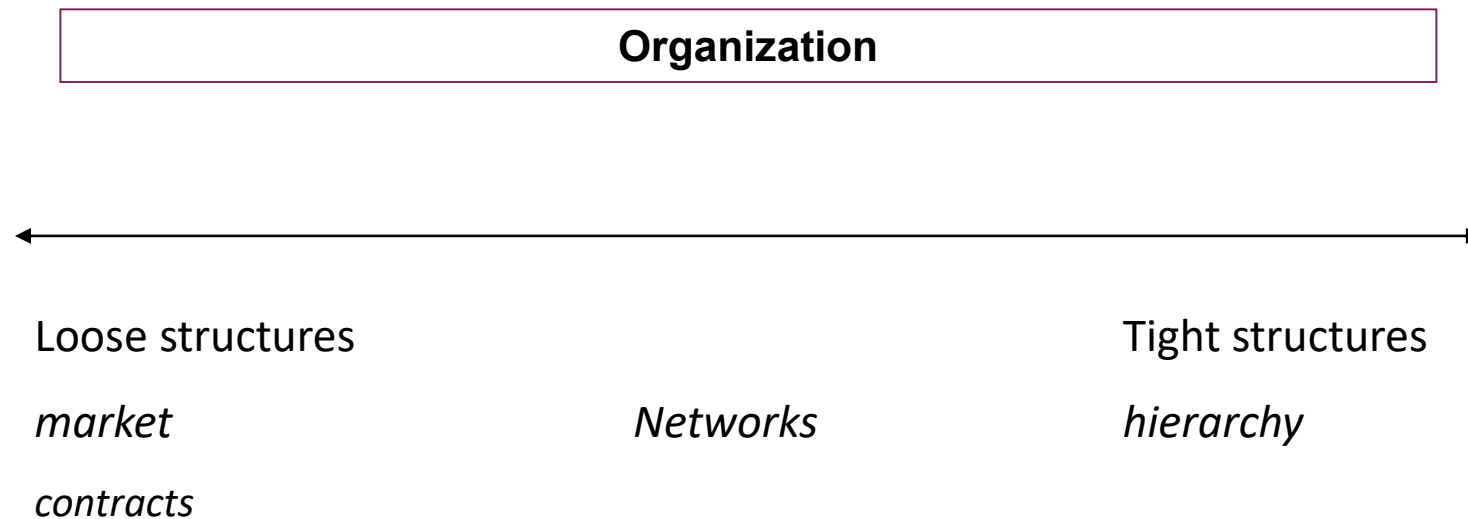 Organization
Loose structures Tight structures
market Networks hierarchy
contracts